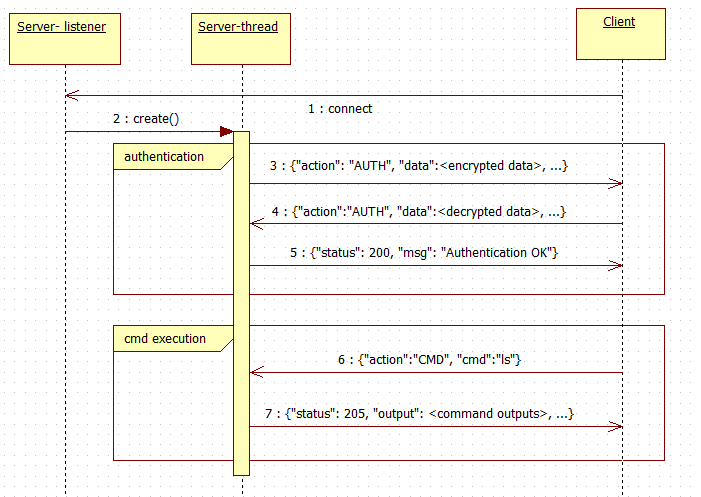 Server- listener
Server-thread
Client
1 : connect
2 : create()
authentication
3 : {"action": "AUTH", "data":<encrypted data>, ...}
4 : {"action":"AUTH", "data":<decrypted data>, ...}
5 : {"status": 200, "msg": "Authentication OK"}
cmd execution
6 : {"action":"CMD", "cmd":"ls"}
7 : {"status": 205, "output": <command outputs>, ...}